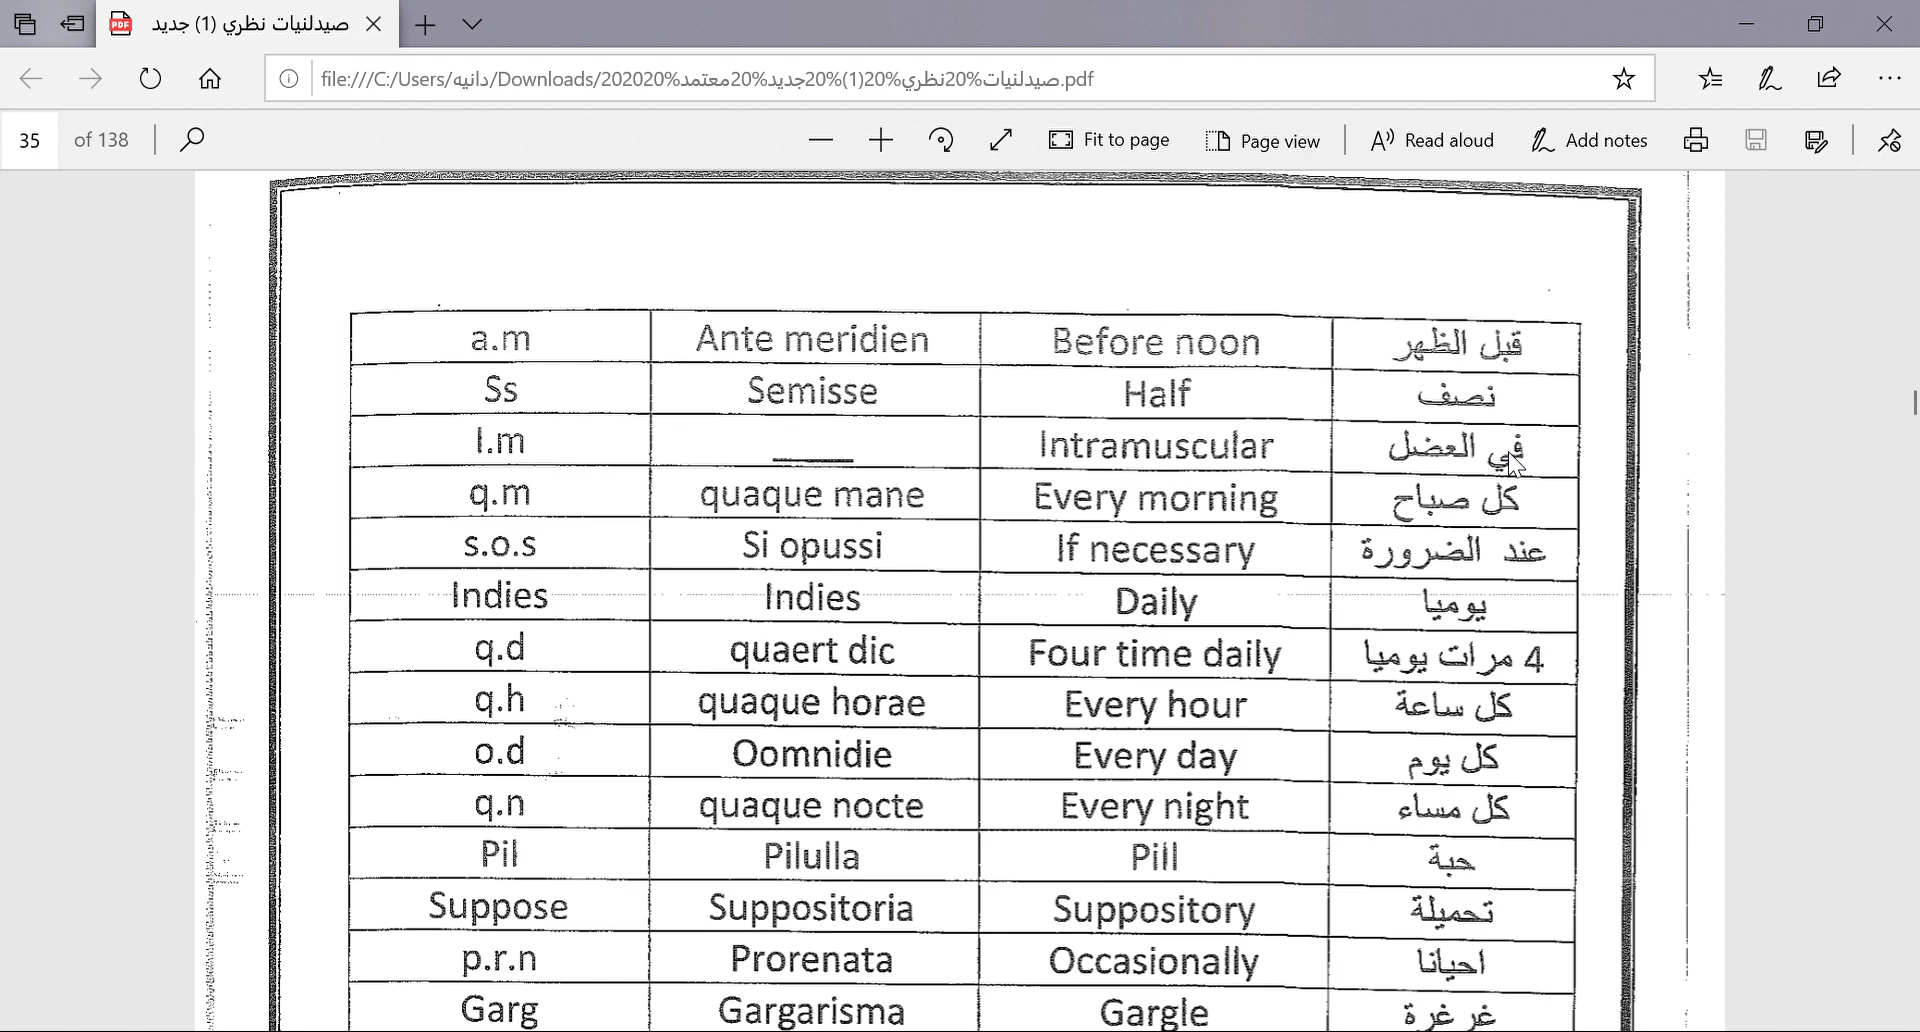 صيدلنيات نظري (1) جديد
file:///C:/Users/دانيه/Downloads/202020%صيدلنيات%20نظري%20(1)%20جديد%20معتمد.pdf
35 of 138
Fit to page
Page view
Read aloud
Add notes
a.m Ante meridien Before noon قبل الظهر
Ss Semisse Half نصف
I.m ____ Intramuscular في العضل
q.m quaque mane Every morning كل صباح
s.o.s Si opussi If necessary عند الضرورة
Indies Indies Daily يوميا
q.d quaert dic Four time daily 4 مرات يوميا
q.h quaque horae Every hour كل ساعة
o.d Oomnidie Every day كل يوم
q.n quaque nocte Every night كل مساء
Pil Pilulla Pill حبة
Suppose Suppositoria Suppository تحميلة
p.r.n Prorenata Occasionally احيانا
Garg Gargarisma Gargle غرغرة